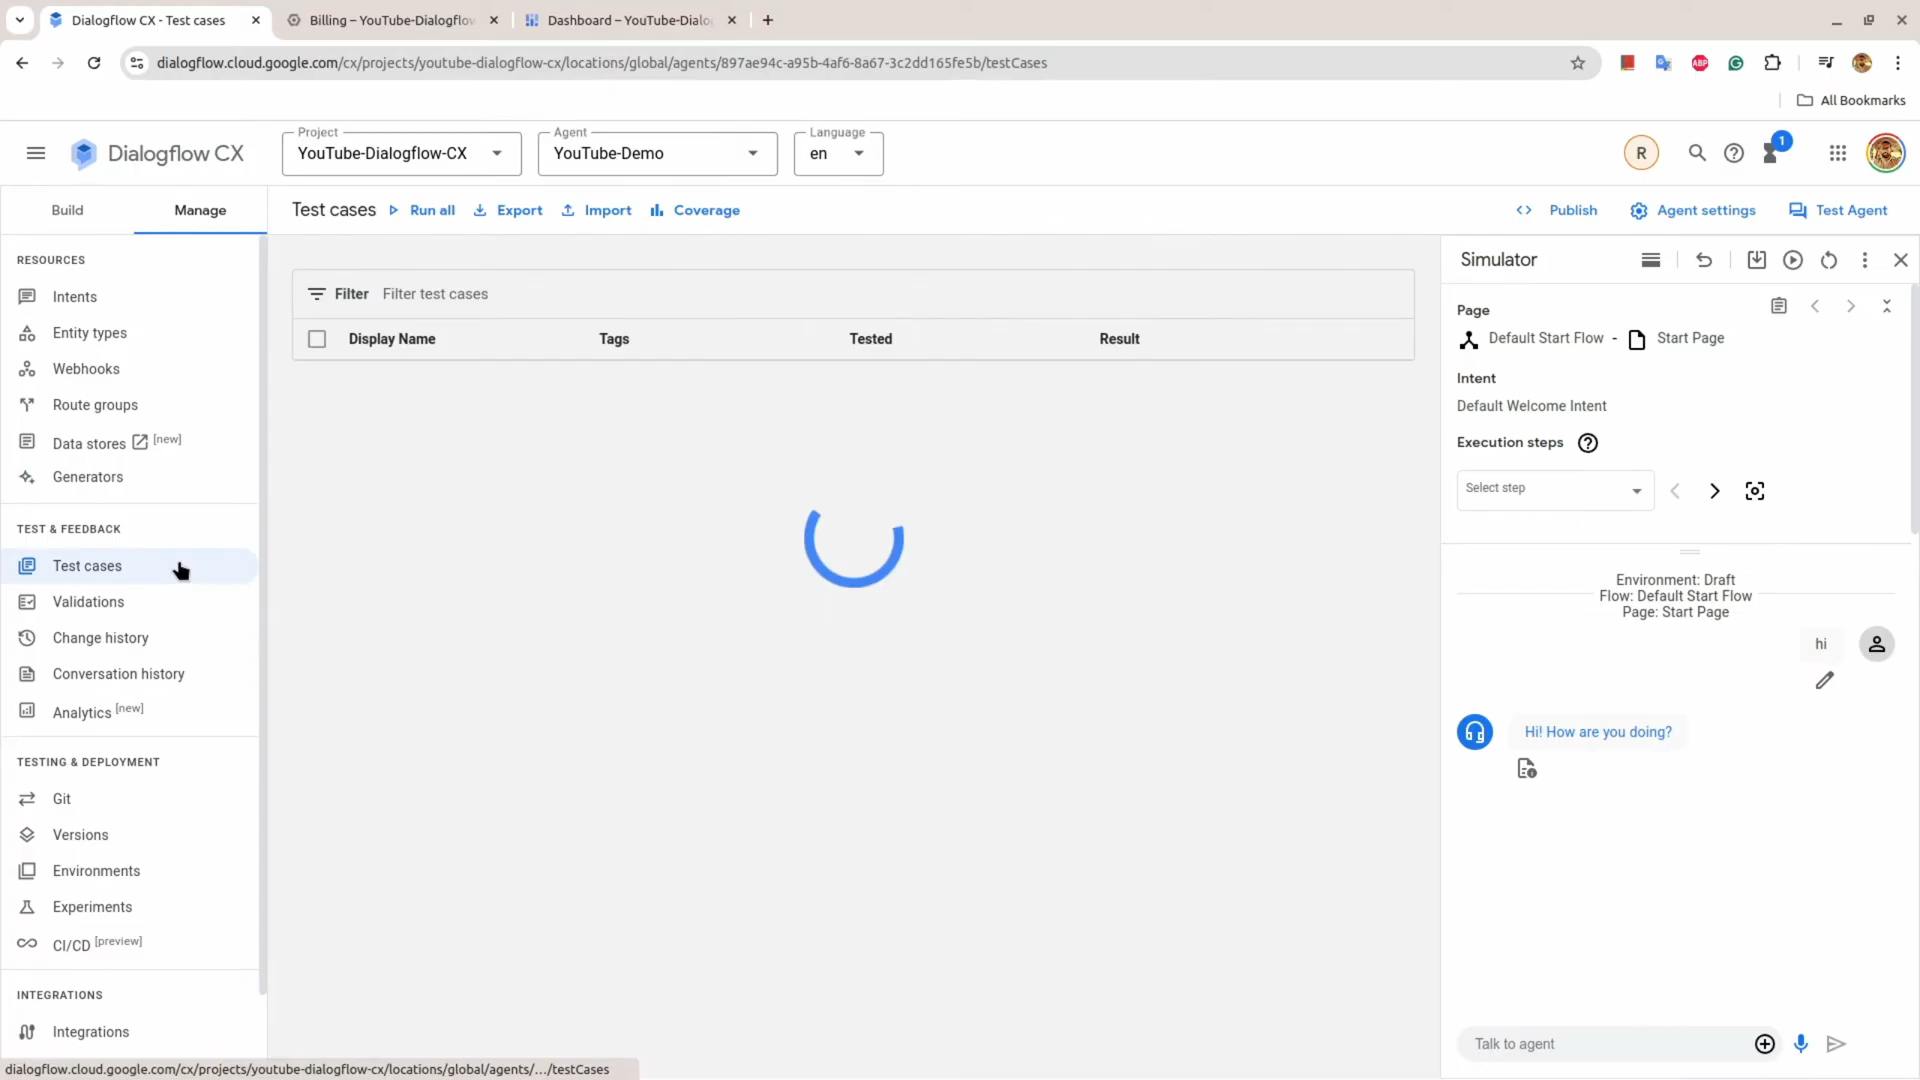 Dialogflow CX - Test cases
Billing – YouTube-Dialogflow
Dashboard – YouTube-Dialo
dialogflow.cloud.google.com/cx/projects/youtube-dialogflow-cx/locations/global/agents/897ae94c-a95b-4af6-8a67-3c2dd165fe5b/testCases
ABP
All Bookmarks
Dialogflow CX
Project
YouTube-Dialogflow-CX
Agent
YouTube-Demo
Language
en
R
1
Build
Manage
Test cases
Run all
Export
Import
Coverage
Publish
Agent settings
Test Agent
RESOURCES
Intents
Entity types
Webhooks
Route groups
Data stores [new]
Generators
TEST & FEEDBACK
Test cases
Validations
Change history
Conversation history
Analytics [new]
TESTING & DEPLOYMENT
Git
Versions
Environments
Experiments
CI/CD [preview]
INTEGRATIONS
Integrations
Filter Filter test cases
Display Name Tags Tested Result
Simulator
Page
Default Start Flow - Start Page
Intent
Default Welcome Intent
Execution steps
Select step
Environment: Draft
Flow: Default Start Flow
Page: Start Page
hi
Hi! How are you doing?
Talk to agent
dialogflow.cloud.google.com/cx/projects/youtube-dialogflow-cx/locations/global/agents/.../testCases